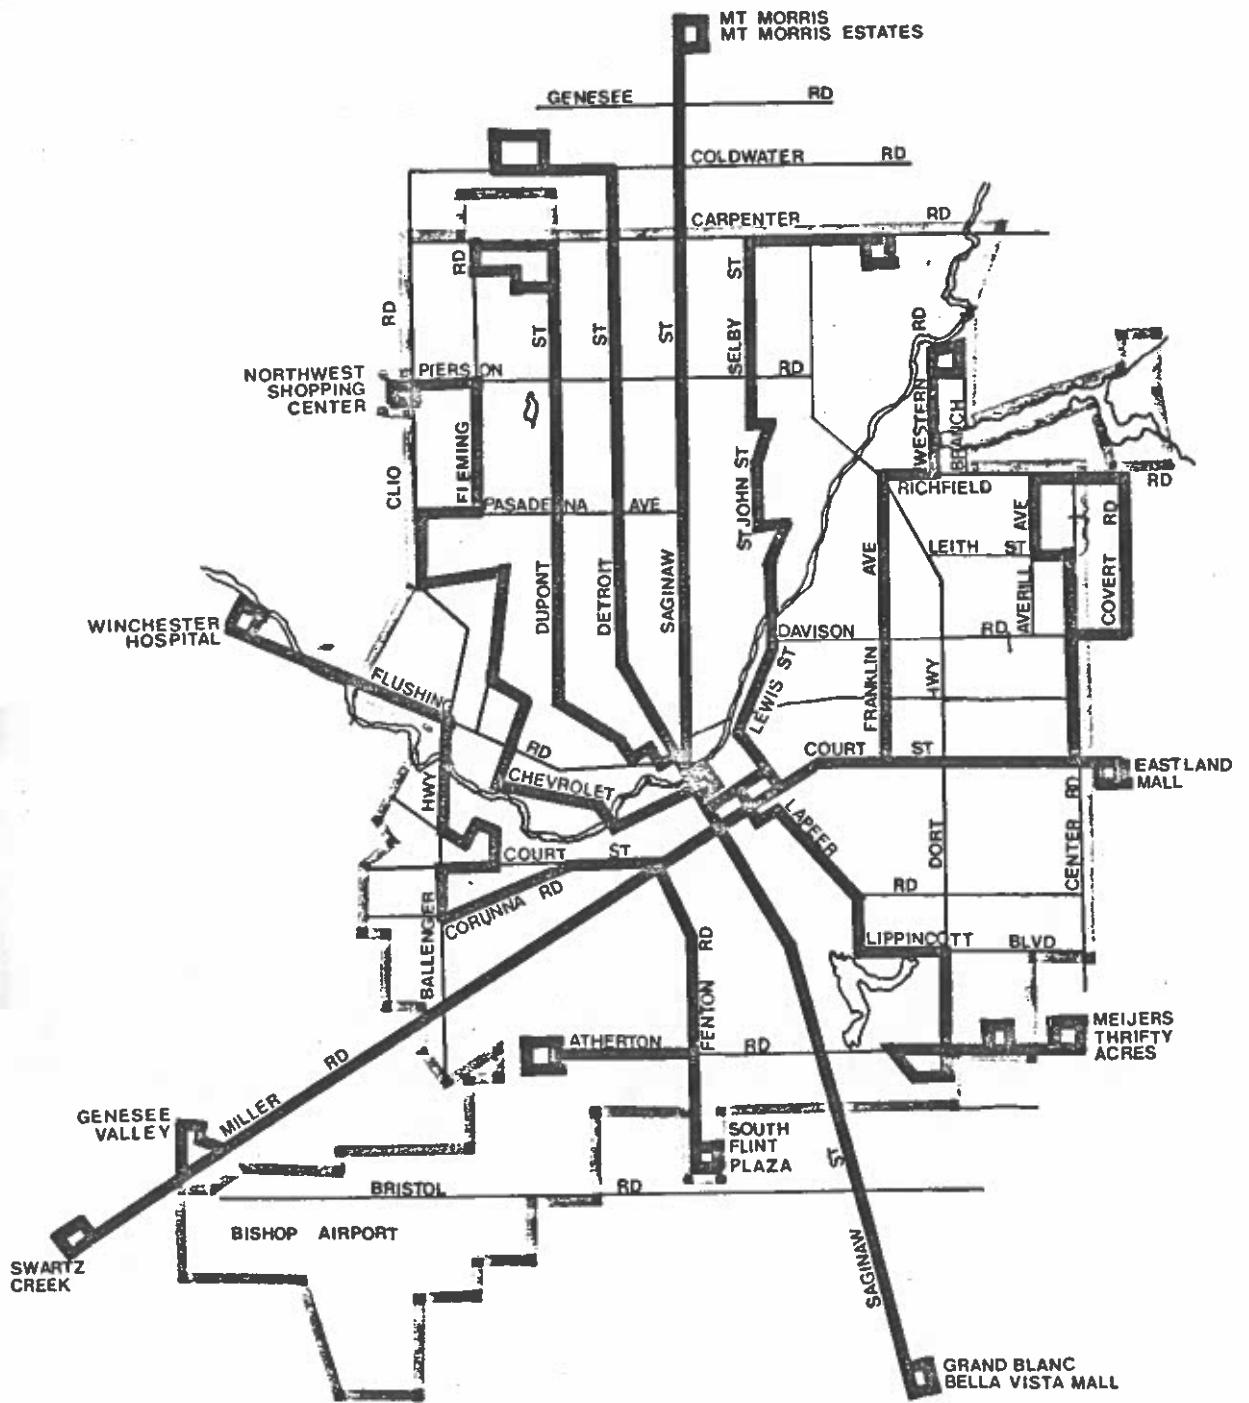 MT MORRIS
MT MORRIS ESTATES
GENESEE RD
COLDWATER RD
CARPENTER RD
RD
RD
ST
ST
ST
SELBY ST
WESTERN RD
BRANCH
NORTHWEST
SHOPPING
CENTER
PIERSON RD
CLIO
FLEMING
PASADENNA AVE
ST JOHN ST
RICHFIELD RD
LEITH ST
AVERILL AVE
COVERT RD
DUPONT
DETROIT
SAGINAW
FRANKLIN AVE
DAVISON RD
WINCHESTER
HOSPITAL
FLUSHING RD
LEWIS ST
HWY
COURT ST
EASTLAND
MALL
CHEVROLET
HWY
LAPEER RD
DORT
CENTER RD
COURT ST
CORUNNA RD
BALLENGER
LIPPINCOTT BLVD
FENTON RD
ATHERTON RD
MEIJERS
THRIFTY
ACRES
GENESEE
VALLEY
MILLER RD
SOUTH
FLINT
PLAZA
BRISTOL RD
BISHOP AIRPORT
SWARTZ
CREEK
SAGINAW ST
GRAND BLANC
BELLA VISTA MALL